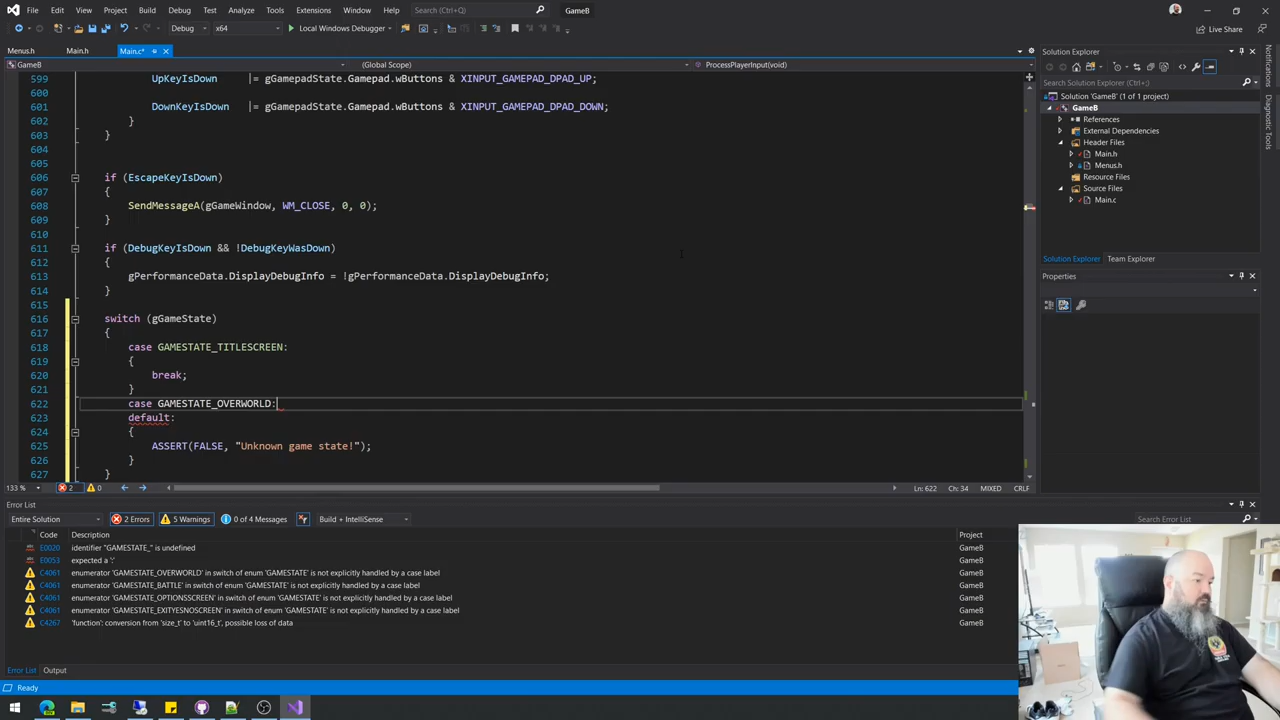 File Edit View Project Build Debug Test Analyze Tools Extensions Window Help Search (Ctrl+Q) GameB
Debug x64 Local Windows Debugger Live Share
Menus.h Main.h Main.c*
GameB (Global Scope) ProcessPlayerInput(void)
599 UpKeyIsDown |= gGamepadState.Gamepad.wButtons & XINPUT_GAMEPAD_DPAD_UP;
600
601 DownKeyIsDown |= gGamepadState.Gamepad.wButtons & XINPUT_GAMEPAD_DPAD_DOWN;
602 }
603 }
604
605
606 if (EscapeKeyIsDown)
607 {
608 SendMessageA(gGameWindow, WM_CLOSE, 0, 0);
609 }
610
611 if (DebugKeyIsDown && !DebugKeyWasDown)
612 {
613 gPerformanceData.DisplayDebugInfo = !gPerformanceData.DisplayDebugInfo;
614 }
615
616 switch (gGameState)
617 {
618 case GAMESTATE_TITLESCREEN:
619 {
620 break;
621 }
622 case GAMESTATE_OVERWORLD:
623 default:
624 {
625 ASSERT(FALSE, "Unknown game state!");
626 }
627 }
133 % 2 0 Ln: 622 Ch: 34 MIXED CRLF
Error List
Entire Solution 2 Errors 5 Warnings 0 of 4 Messages Build + IntelliSense Search Error List
Code Description Project
E0020 identifier "GAMESTATE_" is undefined GameB
E0053 expected a ':' GameB
C4061 enumerator 'GAMESTATE_OVERWORLD' in switch of enum 'GAMESTATE' is not explicitly handled by a case label GameB
C4061 enumerator 'GAMESTATE_BATTLE' in switch of enum 'GAMESTATE' is not explicitly handled by a case label GameB
C4061 enumerator 'GAMESTATE_OPTIONSSCREEN' in switch of enum 'GAMESTATE' is not explicitly handled by a case label GameB
C4061 enumerator 'GAMESTATE_EXITYESNOSCREEN' in switch of enum 'GAMESTATE' is not explicitly handled by a case label GameB
C4267 'function': conversion from 'size_t' to 'uint16_t', possible loss of data GameB
Error List Output
Ready
Solution Explorer
Search Solution Explorer (Ctrl+;)
Solution 'GameB' (1 of 1 project)
GameB
References
External Dependencies
Header Files
Main.h
Menus.h
Resource Files
Source Files
Main.c
Solution Explorer Team Explorer
Properties
Notifications
Diagnostic Tools